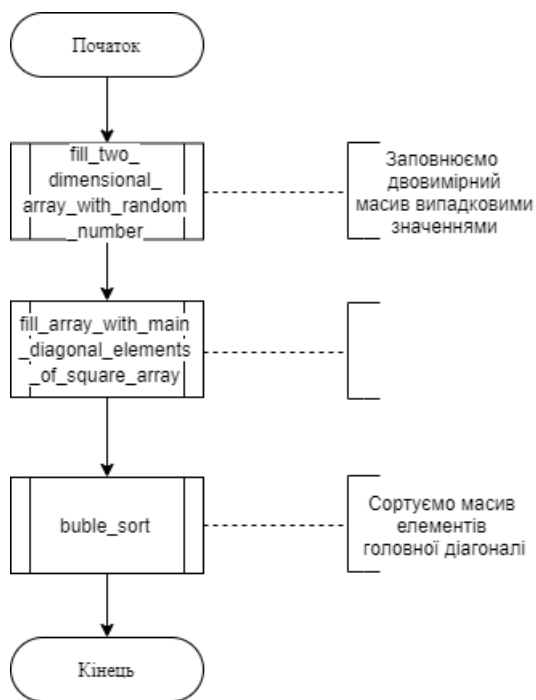 Початок
fill_two_
dimensional_
array_with_random
_number
Заповнюємо
двовимірний
масив випадковими
значеннями
fill_array_with_main
_diagonal_elements
_of_square_array
buble_sort
Сортуємо масив
елементів
головної діагоналі
Кінець